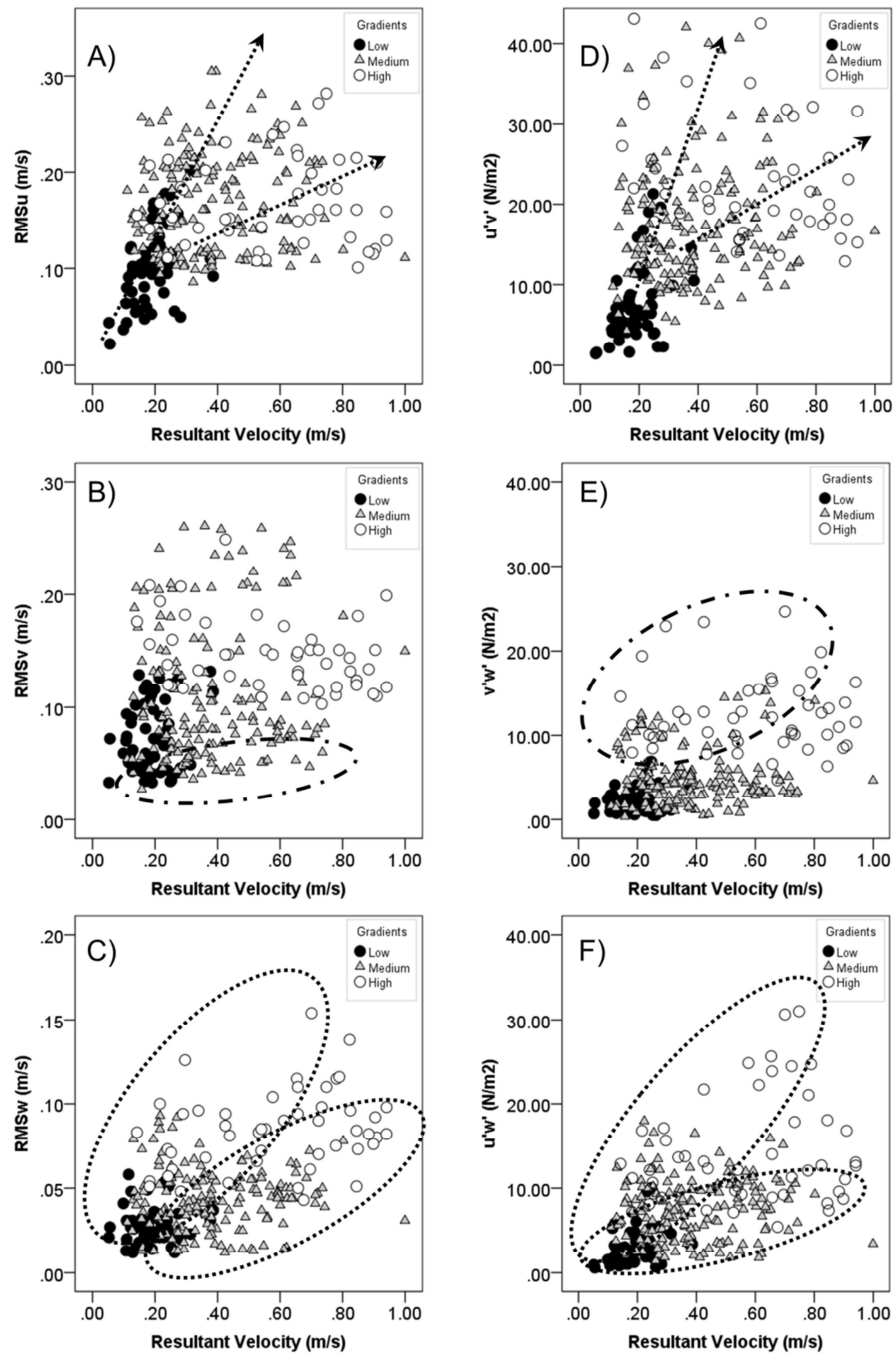 A)
Gradients
Low
Medium
High
RMSu (m/s)
.30
.20
.10
.00
.00 .20 .40 .60 .80 1.00
Resultant Velocity (m/s)
D)
Gradients
Low
Medium
High
u'v' (N/m2)
40.00
30.00
20.00
10.00
.00
.00 .20 .40 .60 .80 1.00
Resultant Velocity (m/s)
B)
Gradients
Low
Medium
High
RMSv (m/s)
.30
.20
.10
.00
.00 .20 .40 .60 .80 1.00
Resultant Velocity (m/s)
E)
Gradients
Low
Medium
High
v'w' (N/m2)
40.00
30.00
20.00
10.00
.00
.00 .20 .40 .60 .80 1.00
Resultant Velocity (m/s)
C)
Gradients
Low
Medium
High
RMSw (m/s)
.20
.15
.10
.05
.00
.00 .20 .40 .60 .80 1.00
Resultant Velocity (m/s)
F)
Gradients
Low
Medium
High
u'w' (N/m2)
40.00
30.00
20.00
10.00
.00
.00 .20 .40 .60 .80 1.00
Resultant Velocity (m/s)